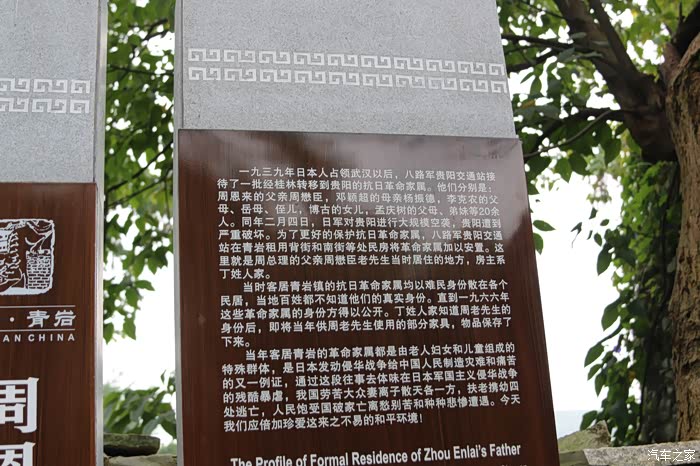 一九三九年日本人占领武汉以后，八路军贵阳交通站接
待了一批经桂林转移到贵阳的抗日革命家属。他们分别是：
周恩来的父亲周懋臣，邓颖超的母亲杨振德，李克农的父
母、岳母、侄儿，博古的女儿，孟庆树的父母、弟妹等20余
人。同年二月四日，日军对贵阳进行大规模空袭，贵阳遭到
严重破坏。为了更好的保护抗日革命家属，八路军贵阳交通
站在青岩租用背街和南街等处民房将革命家属加以安置。这
里就是周总理的父亲周懋臣老先生当时居住的地方，房主系
丁姓人家。
当时客居青岩镇的抗日革命家属均以难民身份散在各个
民居，当地百姓都不知道他们的真实身份。直到一九六六年
这些革命家属的身份方得以公开。丁姓人家知道周老先生的
身份后，即将当年供周老先生使用的部分家具，物品保存了
下来。
当年客居青岩的革命家属都是由老人妇女和儿童组成的
特殊群体，是日本发动侵华战争给中国人民制造灾难和痛苦
的又一例证，通过这段往事去体味在日本军国主义侵华战争
的残酷暴虐，我国劳苦大众妻离子散天各一方，扶老携幼四
处逃亡，人民饱受国破家亡离愁别苦和种种悲惨遭遇。今天
我们应倍加珍爱这来之不易的和平环境！
The Profile of Formal Residence of Zhou Enlai's Father
·青岩
AN CHINA
周
汽车之家